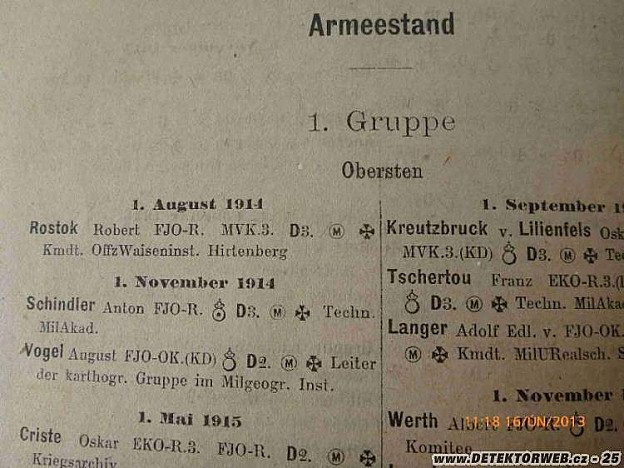 Armeestand
1. Gruppe
Obersten
1. August 1914
Rostok Robert FJO-R. MVK.3. D3. Ⓜ ✠
Kmdt. OffzWaiseninst. Hirtenberg
1. November 1914
Schindler Anton FJO-R. D3. Ⓜ ✠ Techn.
MilAkad.
Vogel August FJO-OK.(KD) D2. Ⓜ ✠ Leiter
der karthogr. Gruppe im Milgeogr. Inst.
1. Mai 1915
Criste Oskar EKO-R.3. FJO-R. D2. Ⓜ ✠
Kriegsarchiv
1. September
Kreutzbruck v. Lilienfels
MVK.3.(KD) D3. Ⓜ ✠
Tschertou Franz EKO-R.3.
D3. Ⓜ ✠ Techn.
Langer Adolf Edl. v. FJO-OK.
Ⓜ ✠ Kmdt. MilURealsch.
1. November
Werth Albert FJO-R. D2.
Komitee
11:18 16/JÚN/2013
www.DETEKTORWEB.cz - 25